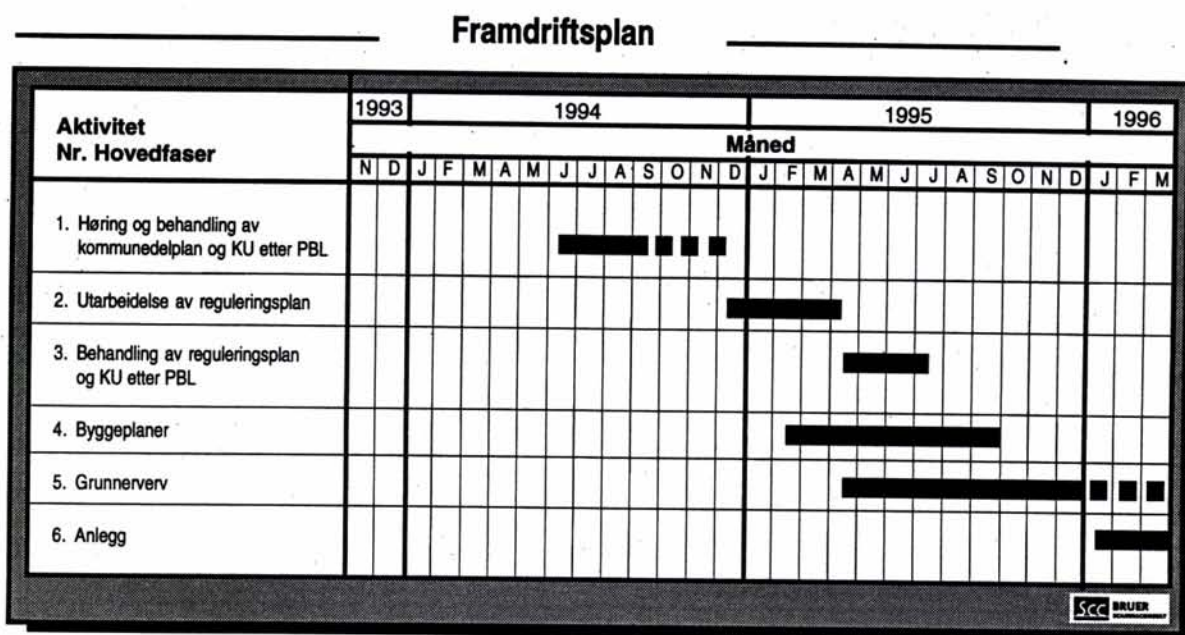 Framdriftsplan
Aktivitet
Nr. Hovedfaser
1993 1994 1995 1996
Måned
N D J F M A M J J A S O N D J F M A M J J A S O N D J F M
1. Høring og behandling av
kommunedelplan og KU etter PBL
2. Utarbeidelse av reguleringsplan
3. Behandling av reguleringsplan
og KU etter PBL
4. Byggeplaner
5. Grunnerverv
6. Anlegg
SCC BRUER